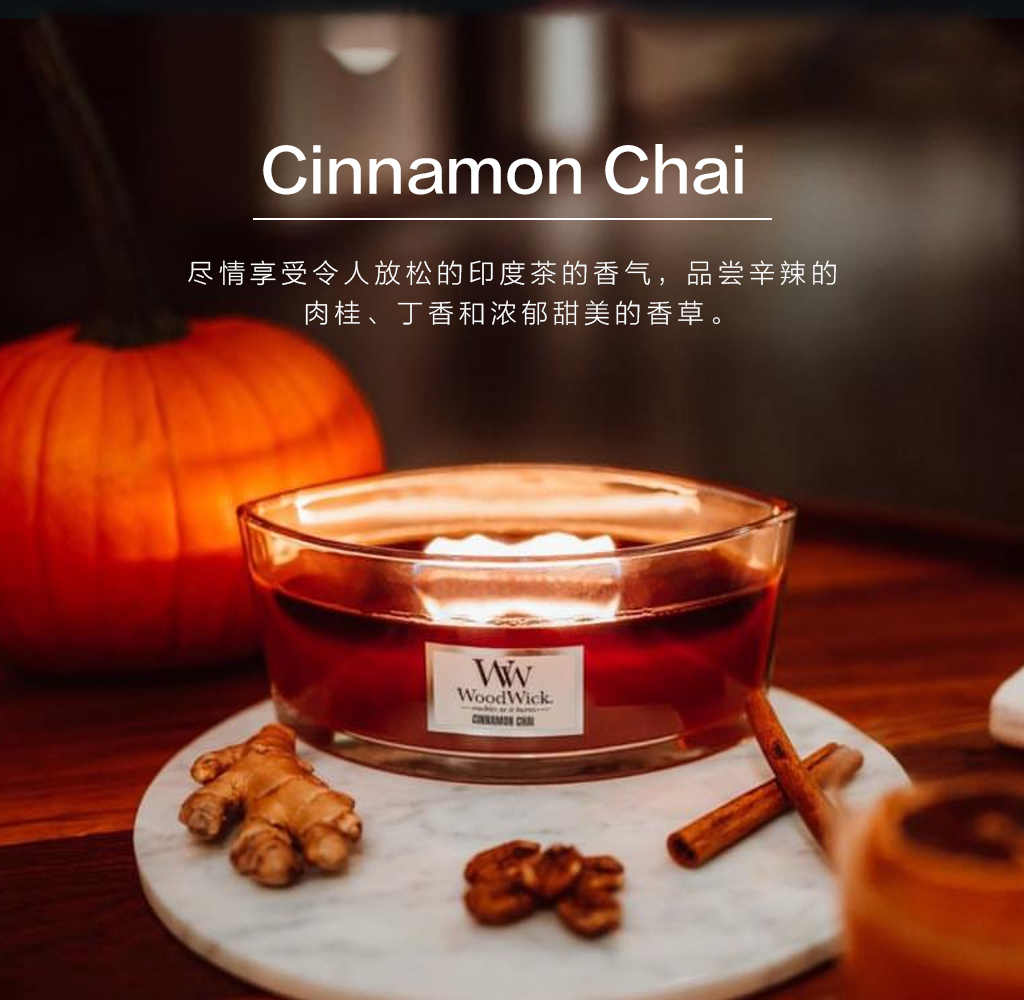 Cinnamon Chai
尽情享受令人放松的印度茶的香气，品尝辛辣的
肉桂、丁香和浓郁甜美的香草。
WW
WoodWick.
CINNAMON CHAI